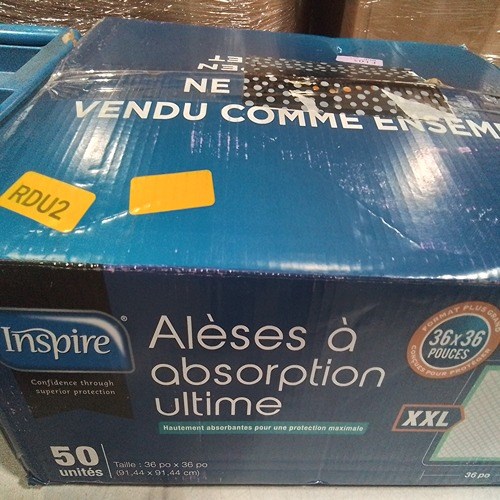 NE
VENDU COMME ENSEM
RDU2
Inspire®
Confidence through
superior protection
Alèses à
absorption
ultime
Hautement absorbantes pour une protection maximale
50
unités
Taille : 36 po x 36 po
(91,44 x 91,44 cm)
FORMAT PLUS
36x36
POUCES
XXL
36 po